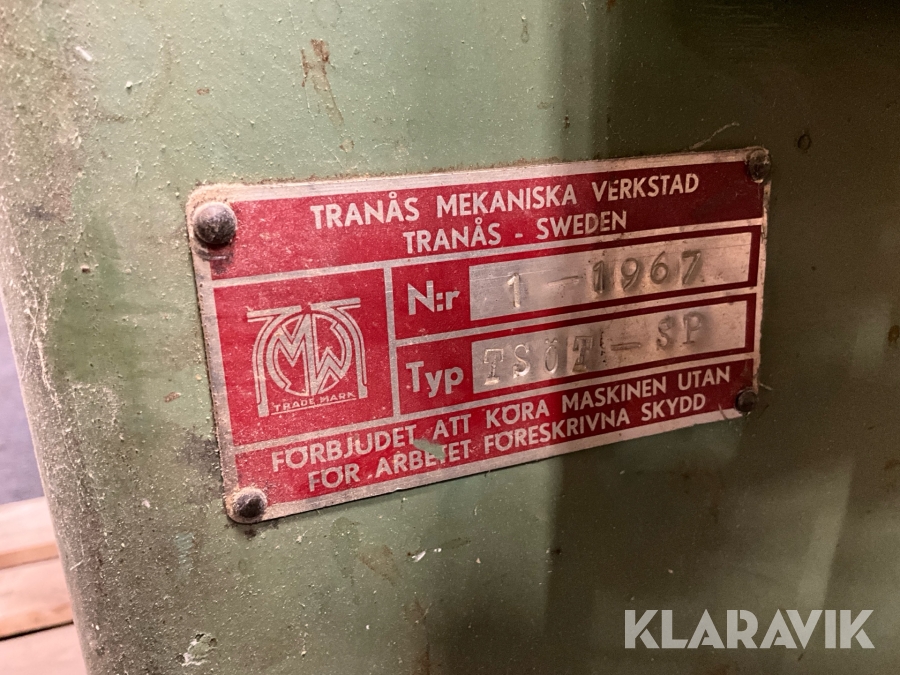 TRANÅS MEKANISKA VERKSTAD
TRANÅS - SWEDEN
N:r 1 - 1967
Typ TSÖT - SP
TRADE MARK
FÖRBJUDET ATT KÖRA MASKINEN UTAN
FÖR ARBETET FÖRESKRIVNA SKYDD
KLARAVIK